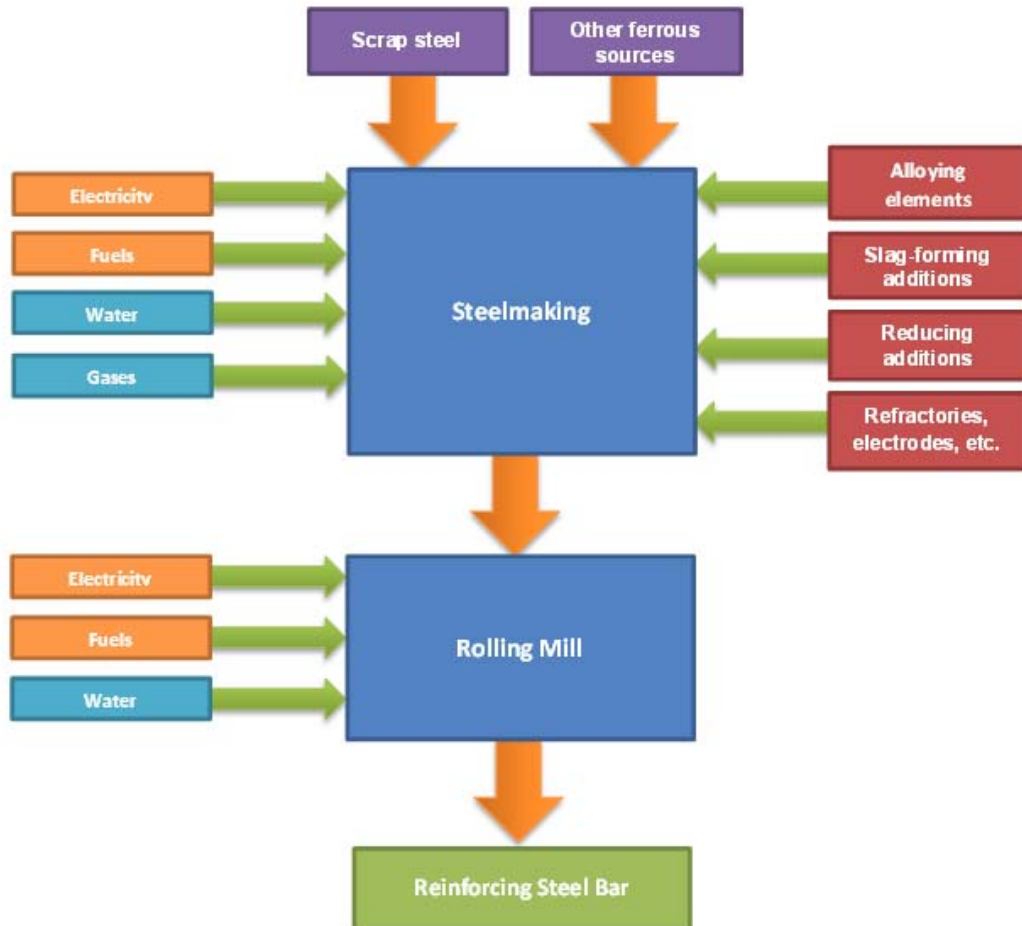 Scrap steel
Other ferrous
sources
Electricity
Fuels
Water
Gases
Steelmaking
Alloying
elements
Slag-forming
additions
Reducing
additions
Refractories,
electrodes, etc.
Electricity
Fuels
Water
Rolling Mill
Reinforcing Steel Bar